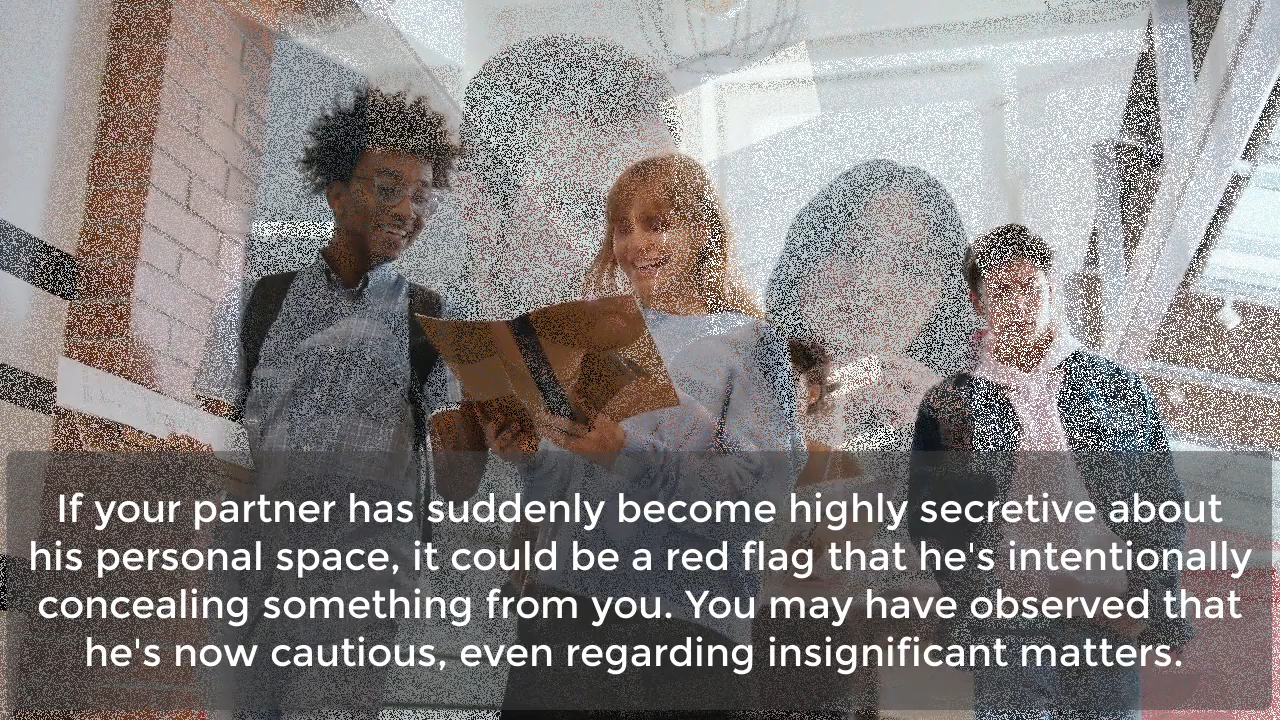 If your partner has suddenly become highly secretive about
his personal space, it could be a red flag that he's intentionally
concealing something from you. You may have observed that
he's now cautious, even regarding insignificant matters.